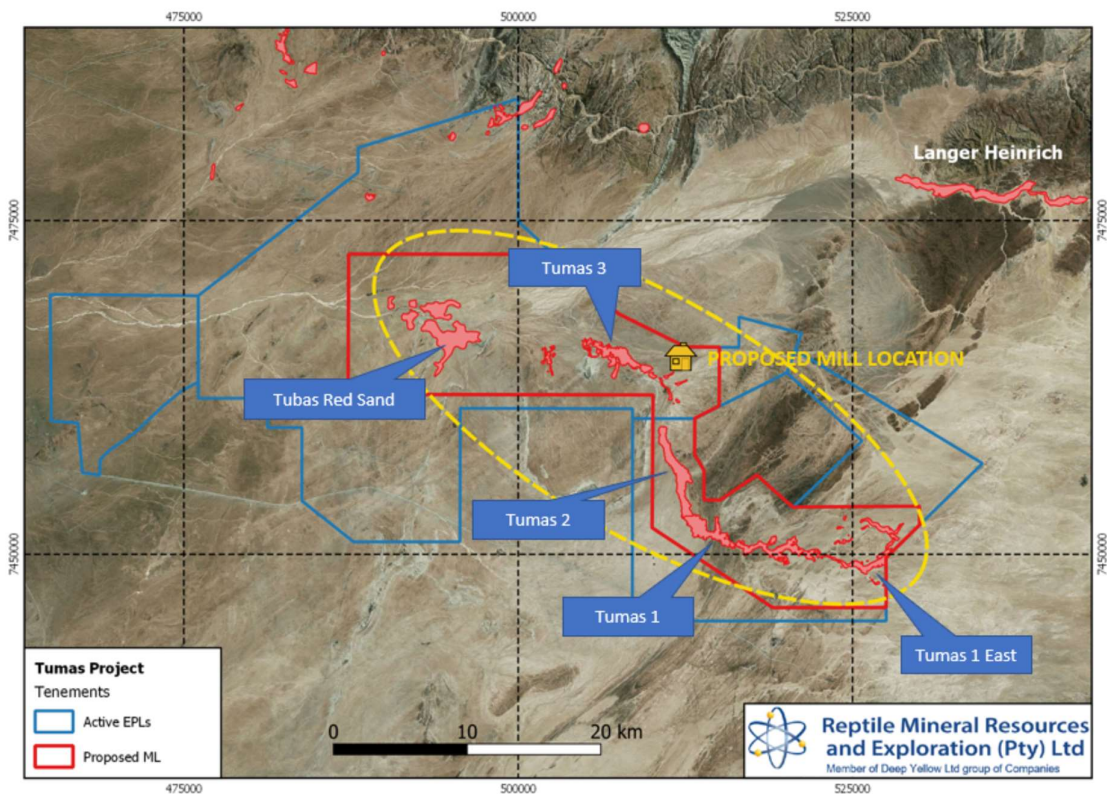 475000
500000
525000
Langer Heinrich
7475000
7475000
Tumas 3
PROPOSED MILL LOCATION
Tubas Red Sand
Tumas 2
7450000
7450000
Tumas 1
Tumas 1 East
Tumas Project
Tenements
Active EPLs
Proposed ML
0
10
20 km
Reptile Mineral Resources
and Exploration (Pty) Ltd
Member of Deep Yellow Ltd group of Companies
475000
500000
525000